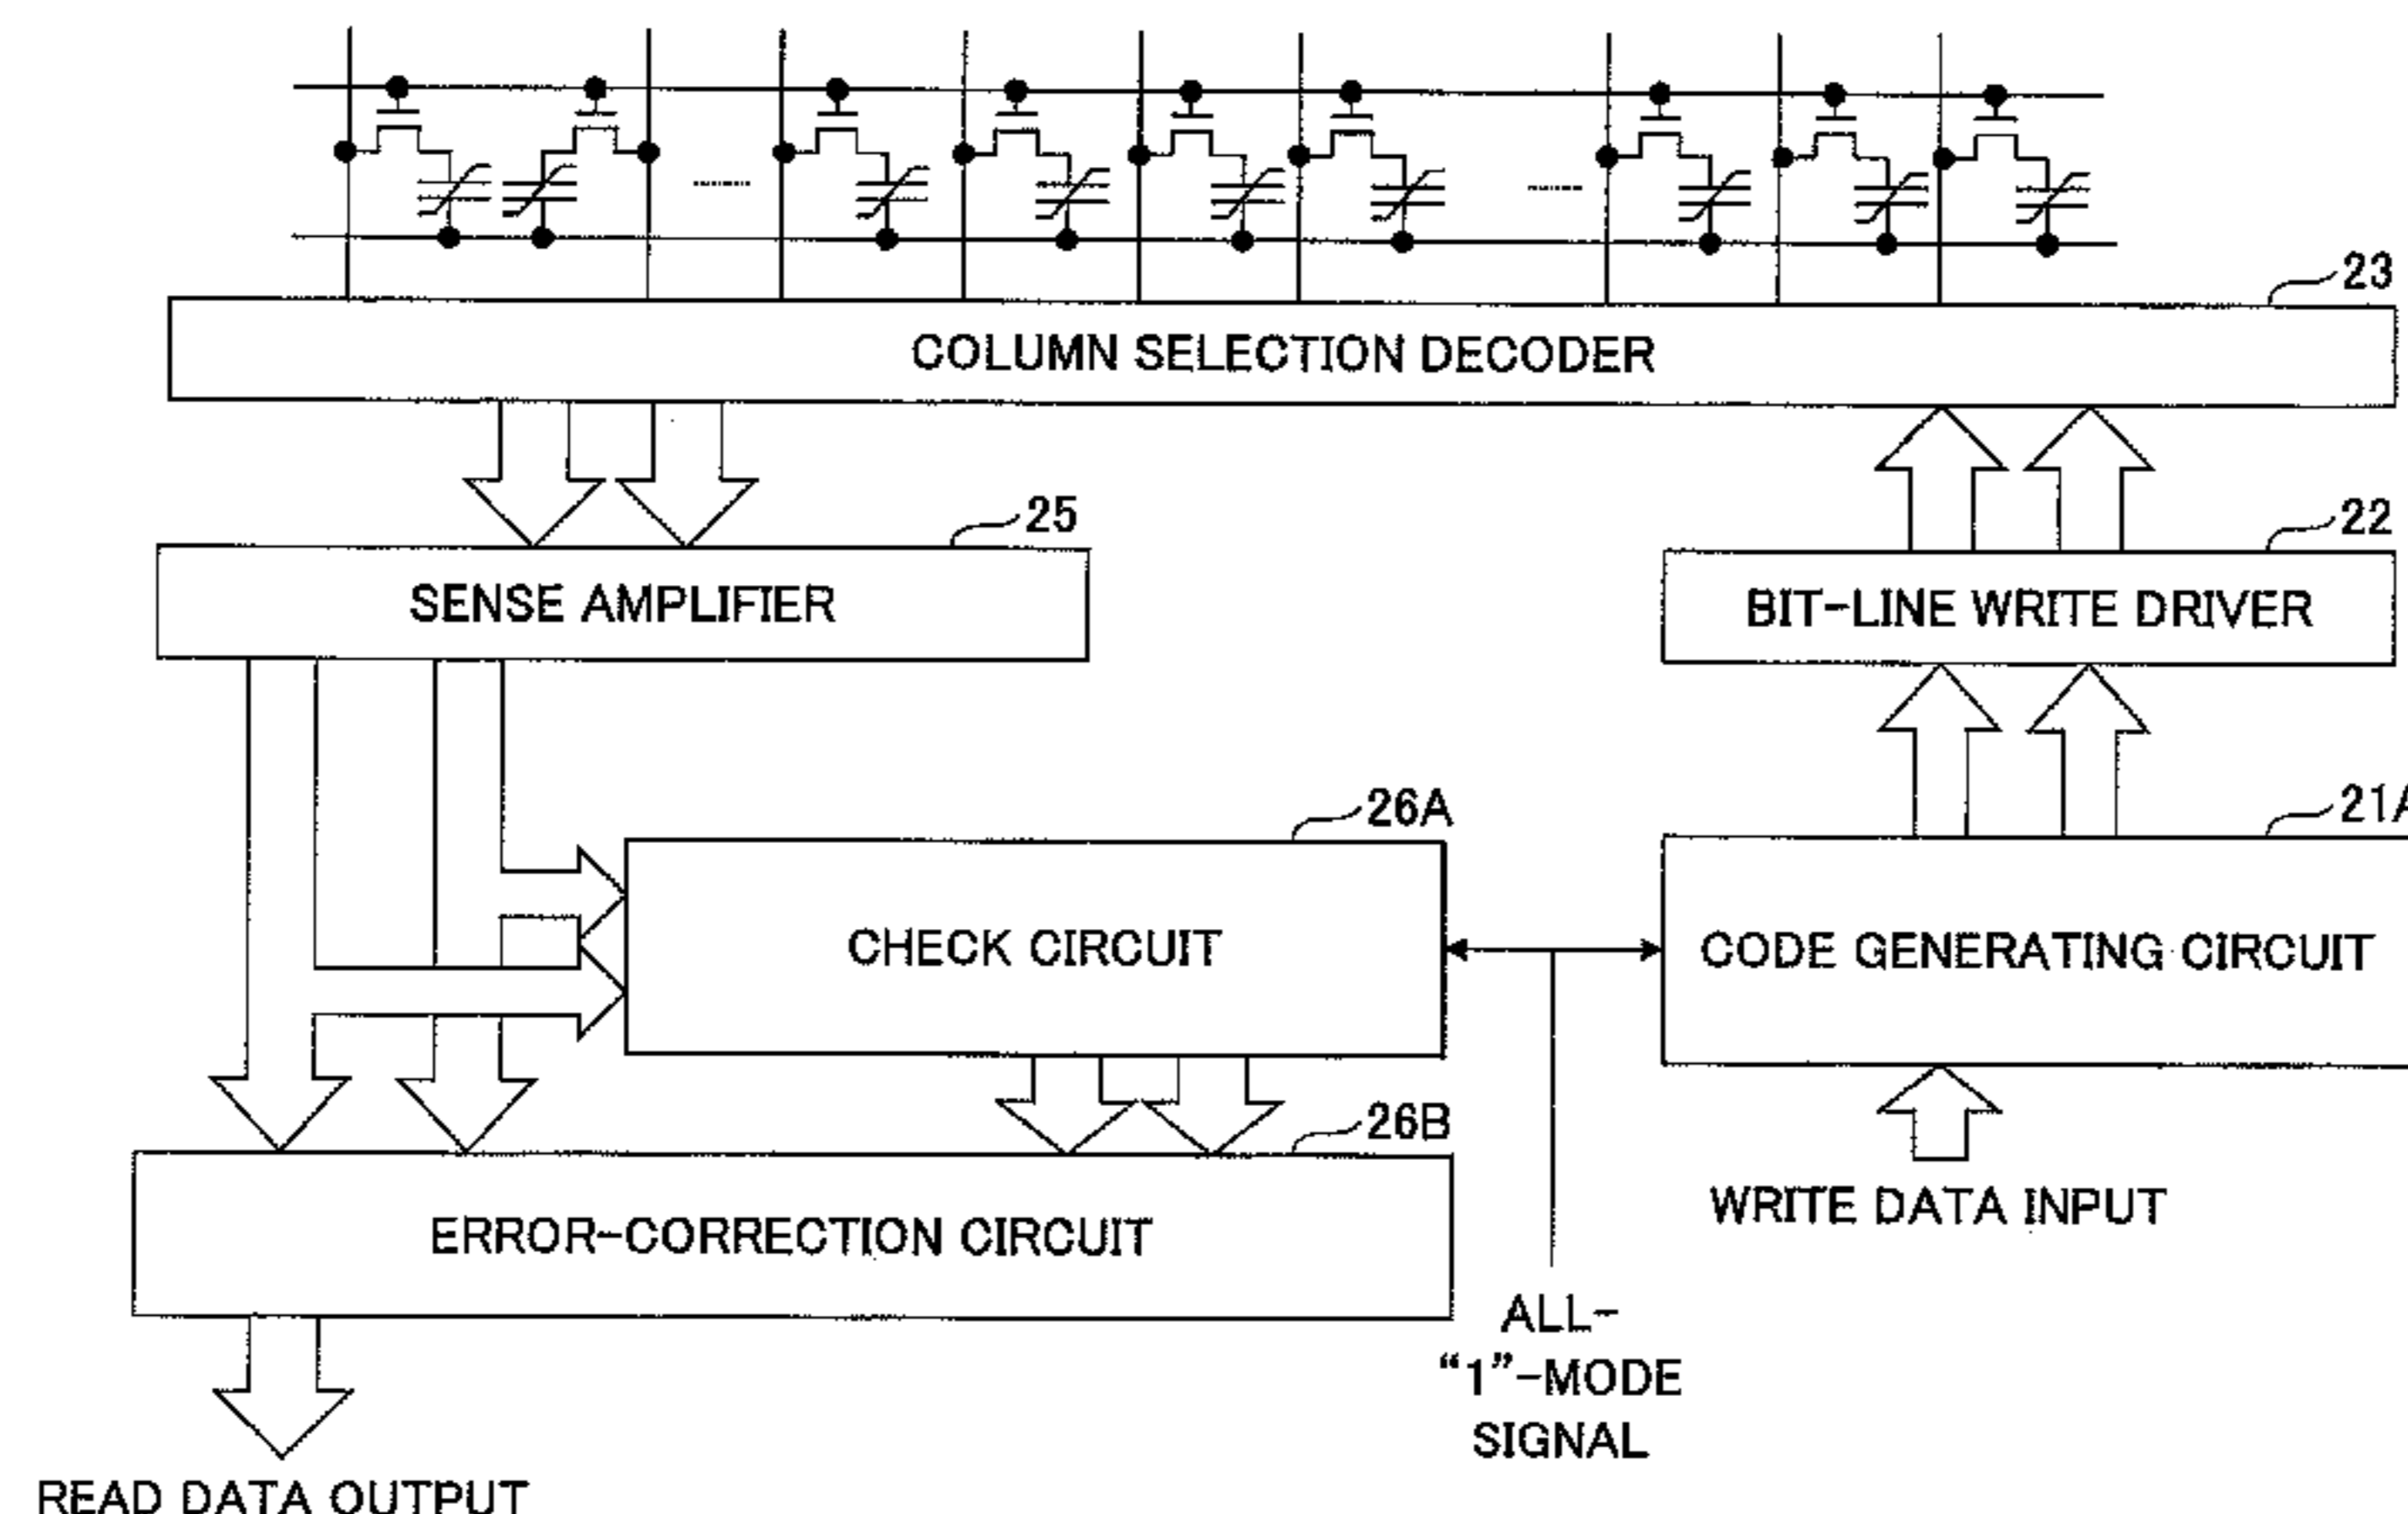 23
COLUMN SELECTION DECODER
25
22
SENSE AMPLIFIER
BIT-LINE WRITE DRIVER
26A
21A
CHECK CIRCUIT
CODE GENERATING CIRCUIT
26B
WRITE DATA INPUT
ERROR-CORRECTION CIRCUIT
ALL-
“1”-MODE
SIGNAL
READ DATA OUTPUT